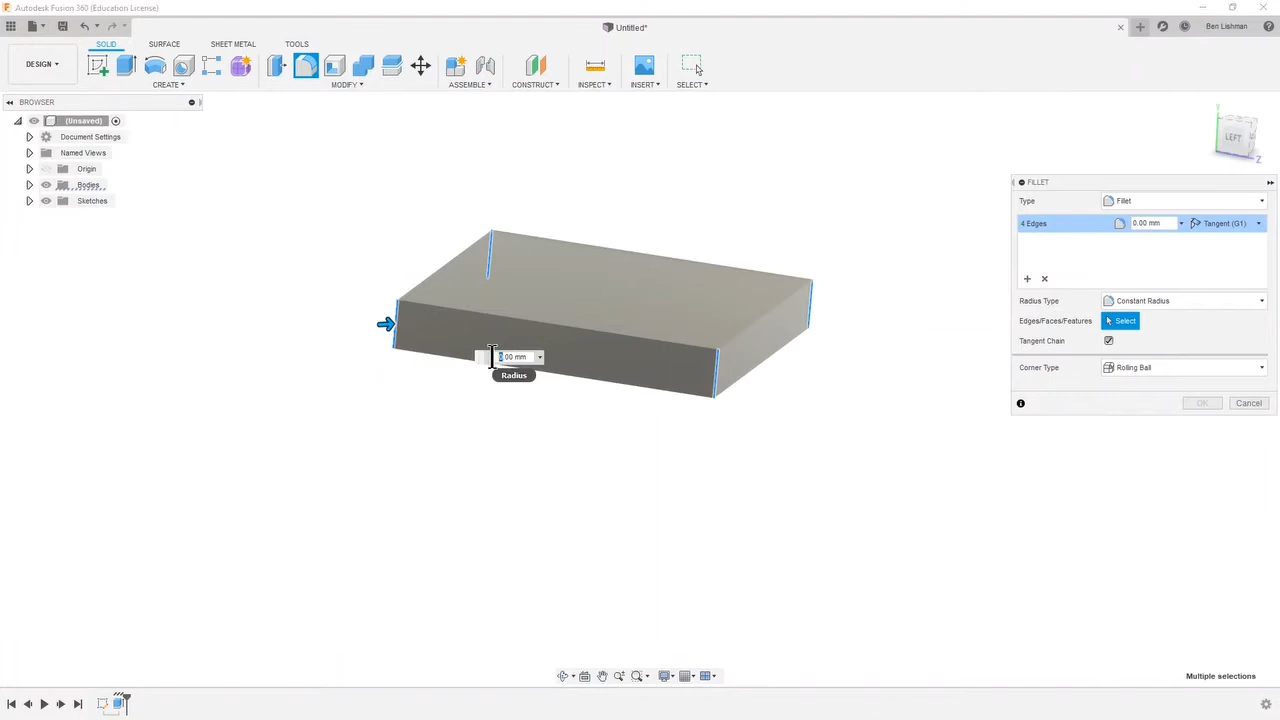 Autodesk Fusion 360 (Education License)
Untitled*
Ben Lishman
SOLID SURFACE SHEET METAL TOOLS
DESIGN
CREATE MODIFY ASSEMBLE CONSTRUCT INSPECT INSERT SELECT
BROWSER
(Unsaved)
Document Settings
Named Views
Origin
Bodies
Sketches
LEFT
Y
Z
FILLET
Type Fillet
4 Edges 0.00 mm Tangent (G1)
Radius Type Constant Radius
Edges/Faces/Features Select
Tangent Chain
Corner Type Rolling Ball
OK Cancel
0.00 mm
Radius
Multiple selections